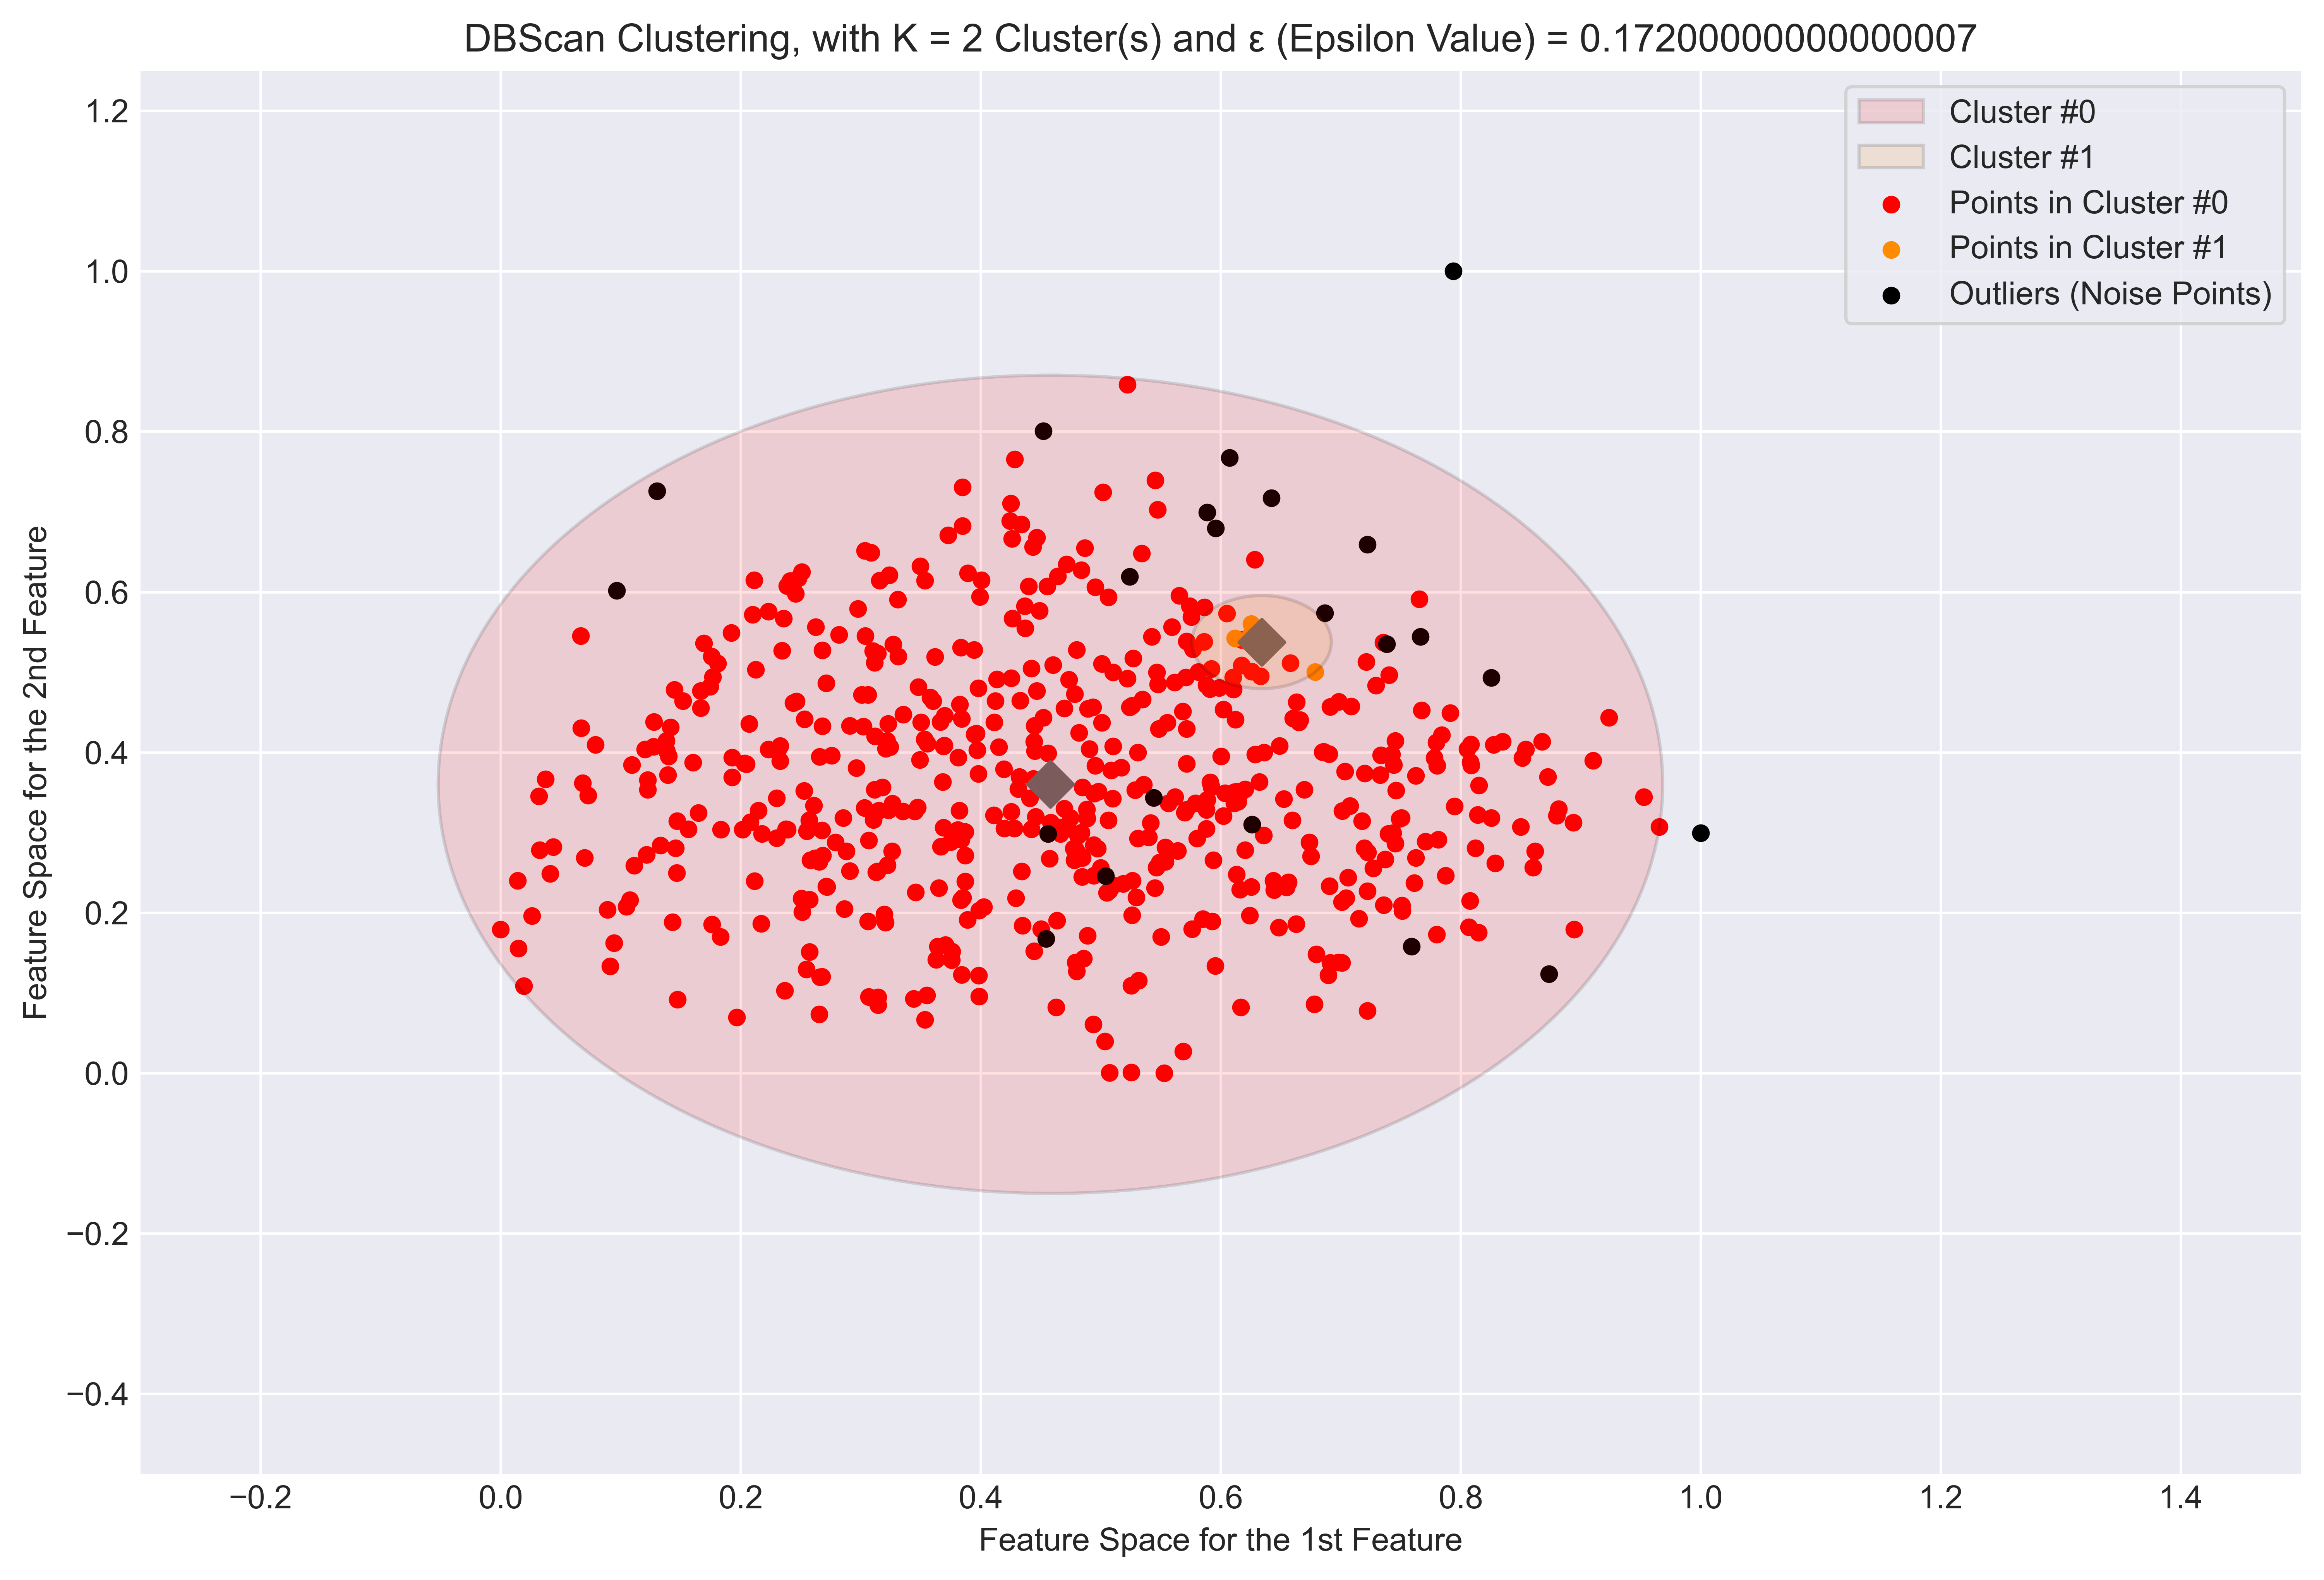 DBScan Clustering, with K = 2 Cluster(s) and ε (Epsilon Value) = 0.17200000000000007
Cluster #0
Cluster #1
Points in Cluster #0
Points in Cluster #1
Outliers (Noise Points)
Feature Space for the 2nd Feature
1.2
1.0
0.8
0.6
0.4
0.2
0.0
−0.2
−0.4
−0.2
0.0
0.2
0.4
0.6
0.8
1.0
1.2
1.4
Feature Space for the 1st Feature